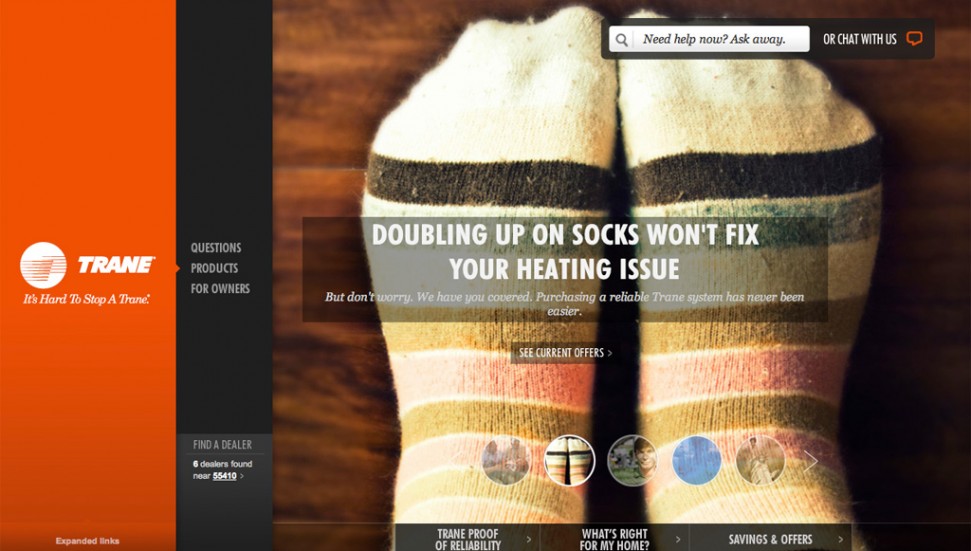 Need help now? Ask away.
OR CHAT WITH US
TRANE
It's Hard To Stop A Trane.
QUESTIONS
PRODUCTS
FOR OWNERS
DOUBLING UP ON SOCKS WON'T FIX
YOUR HEATING ISSUE
But don't worry. We have you covered. Purchasing a reliable Trane system has never been
easier.
SEE CURRENT OFFERS >
FIND A DEALER
6 dealers found
near 55410 >
Expanded links
TRANE PROOF
OF RELIABILITY >
WHAT'S RIGHT
FOR MY HOME? >
SAVINGS & OFFERS >